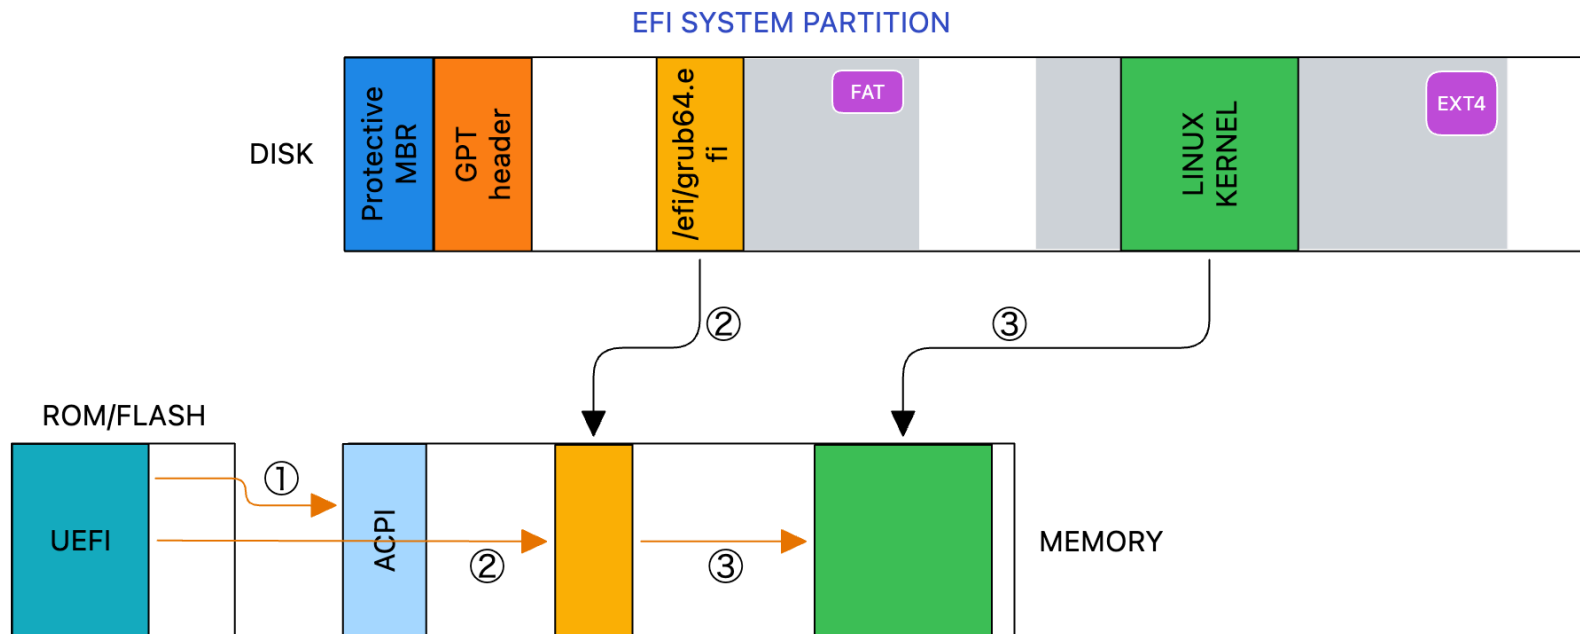 EFI SYSTEM PARTITION
DISK
Protective
MBR
GPT
header
/efi/grub64.e
fi
FAT
LINUX
KERNEL
EXT4
②
③
ROM/FLASH
UEFI
①
ACPI
②
③
MEMORY